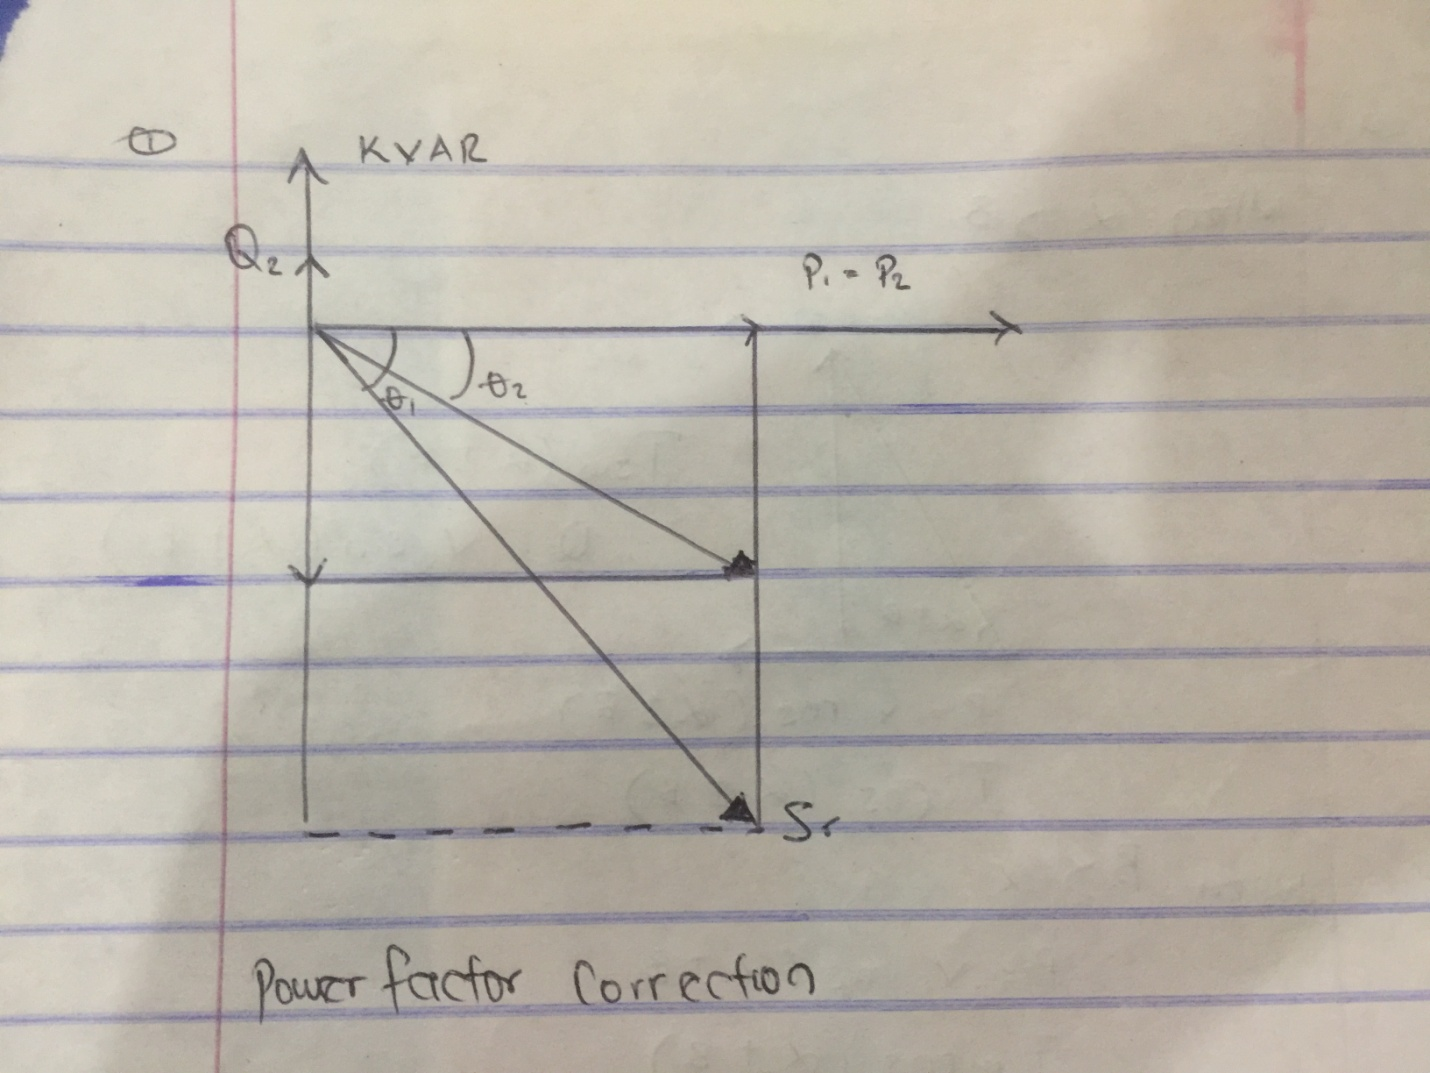 ①
KVAR
Q₂
P₁ = P₂
θ₁
θ₂
S₁
Power factor Correction